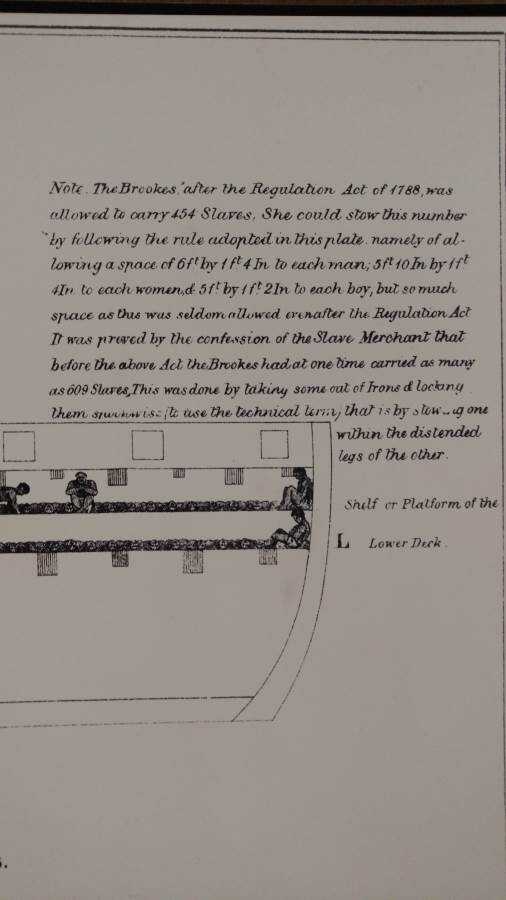 Note. The Brookes, after the Regulation Act of 1788, was
allowed to carry 454 Slaves, She could stow this number
by following the rule adopted in this plate. namely of al-
lowing a space of 6ft by 1ft 4In to each man; 5ft 10In by 1ft
4In to each women, & 5ft by 1ft 2In to each boy, but so much
space as this was seldom allowed even after the Regulation Act
It was proved by the confession of the Slave Merchant that
before the above Act the Brookes had at one time carried as many
as 609 Slaves, This was done by taking some out of Irons & locking
them to use the technical term, that is by one
within the distended
legs of the other.
Shelf or Platform of the
L Lower Deck.